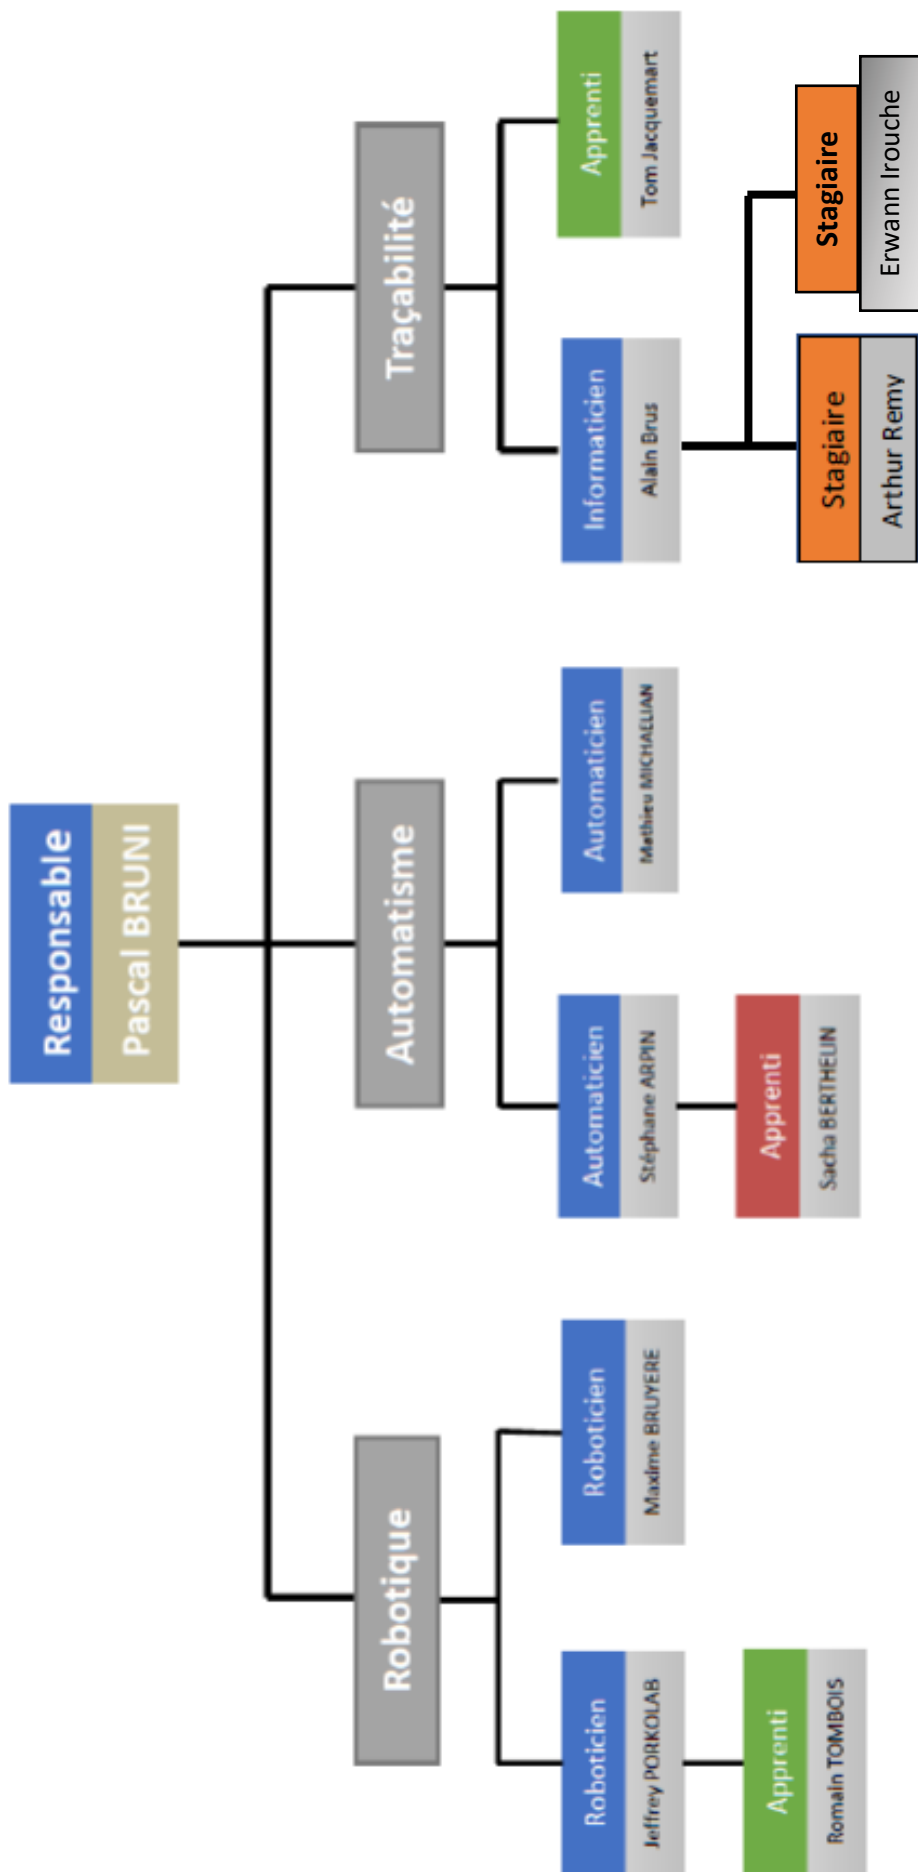 Responsable
Pascal BRUNI
Robotique
Automatisme
Traçabilité
Roboticien
Jeffrey PORKOLAB
Roboticien
Maxime BRUYERE
Automaticien
Stéphane ARPIN
Automaticien
Mathieu MICHAELIAN
Informaticien
Alain Brus
Apprenti
Tom Jacquemart
Apprenti
Romain TOMBOIS
Apprenti
Sacha BERTHELIN
Stagiaire
Arthur Remy
Stagiaire
Erwann Irouche